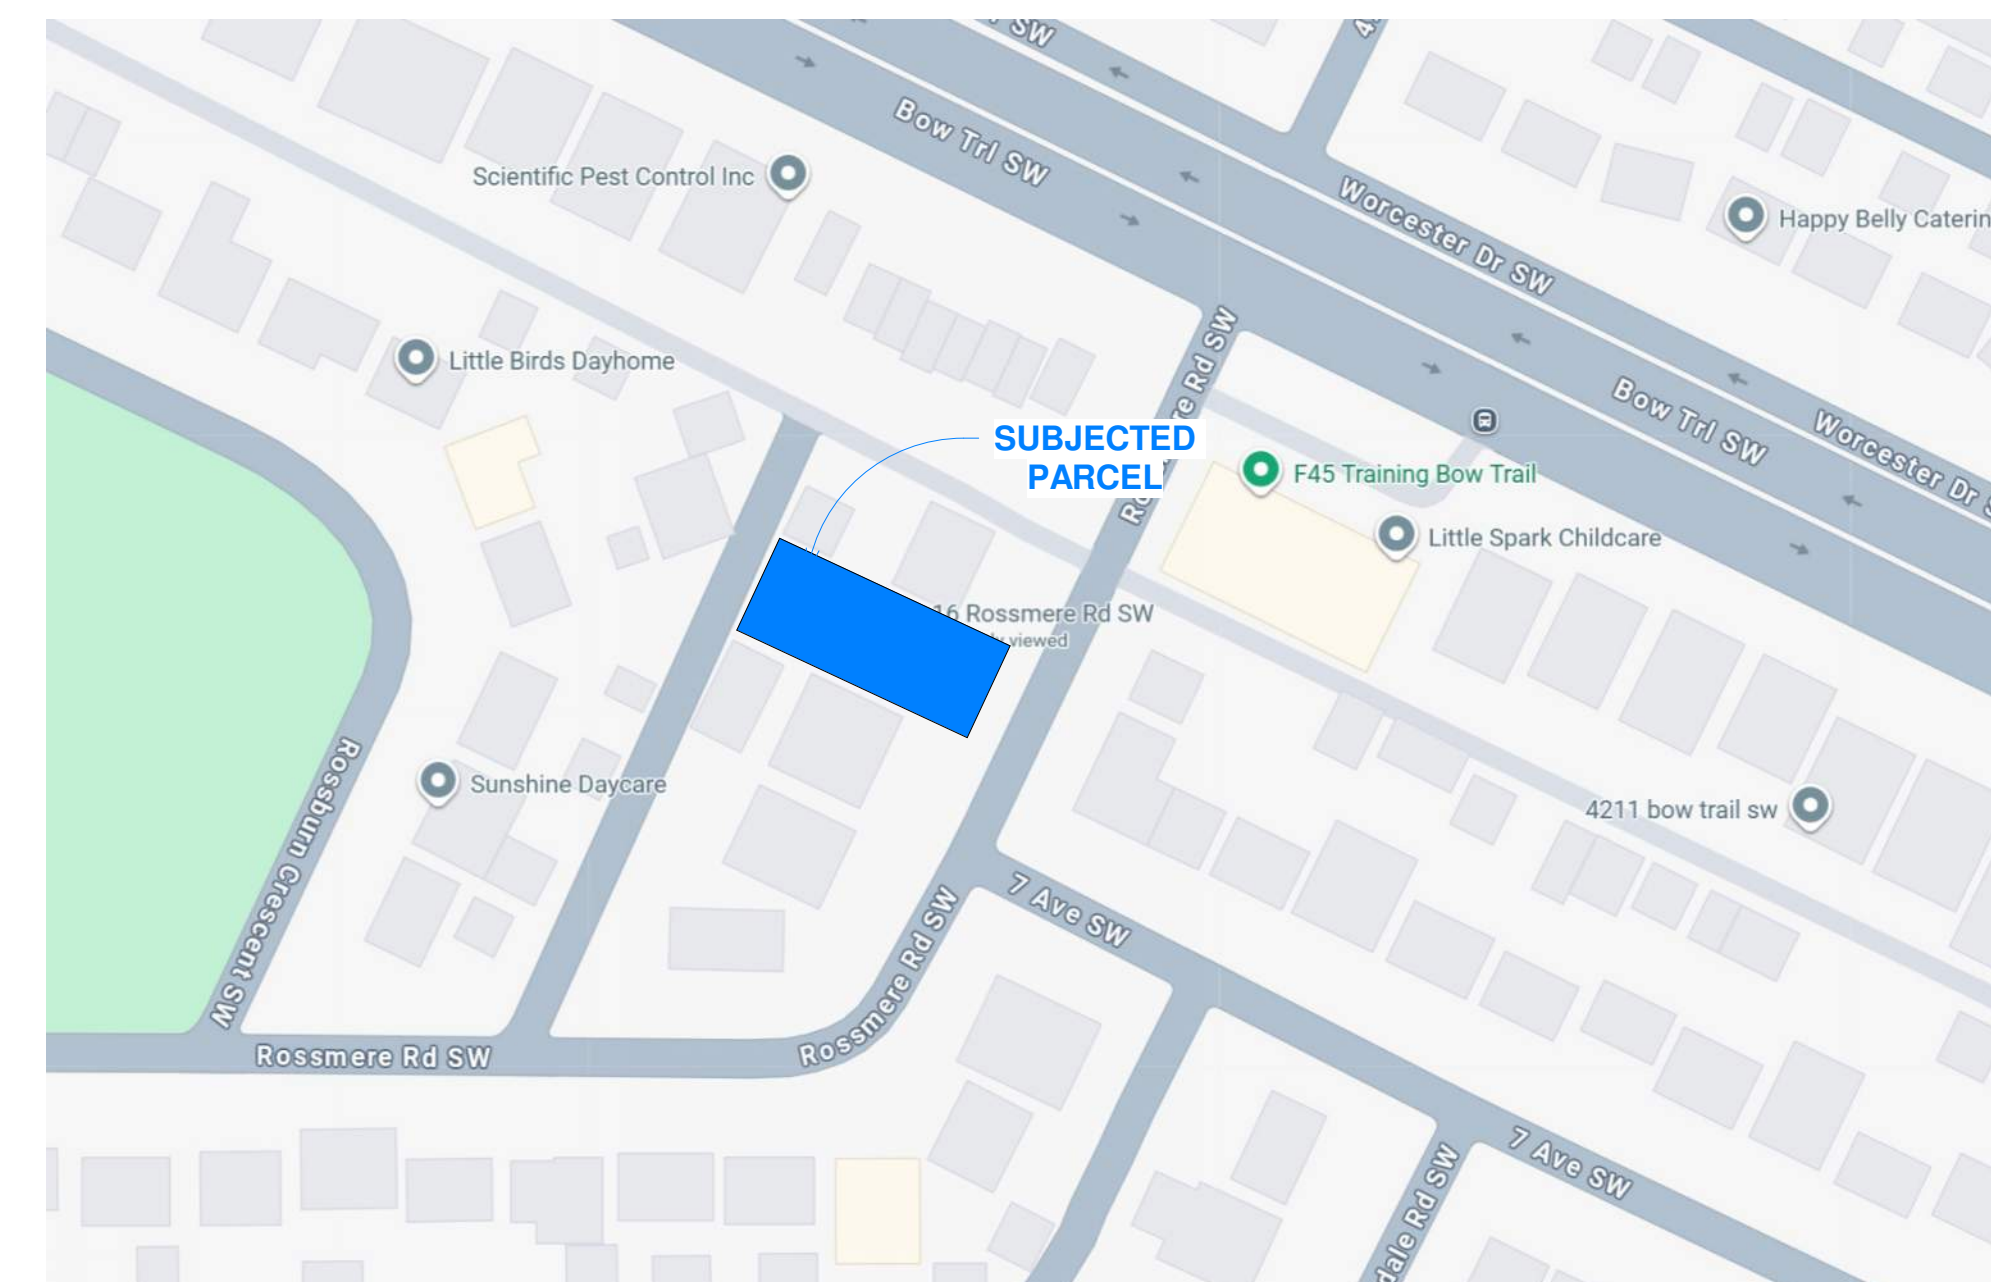 SW
Bow Trl SW
Scientific Pest Control Inc
Worcester Dr SW
Happy Belly Caterin
Little Birds Dayhome
Rd SW
Bow Trl SW
Worcester Dr
SUBJECTED
PARCEL
F45 Training Bow Trail
Little Spark Childcare
16 Rossmere Rd SW
viewed
Sunshine Daycare
4211 bow trail sw
Rossburn Crescent SW
7 Ave SW
Rossmere Rd SW
Rossmere Rd SW
7 Ave SW
dale Rd SW